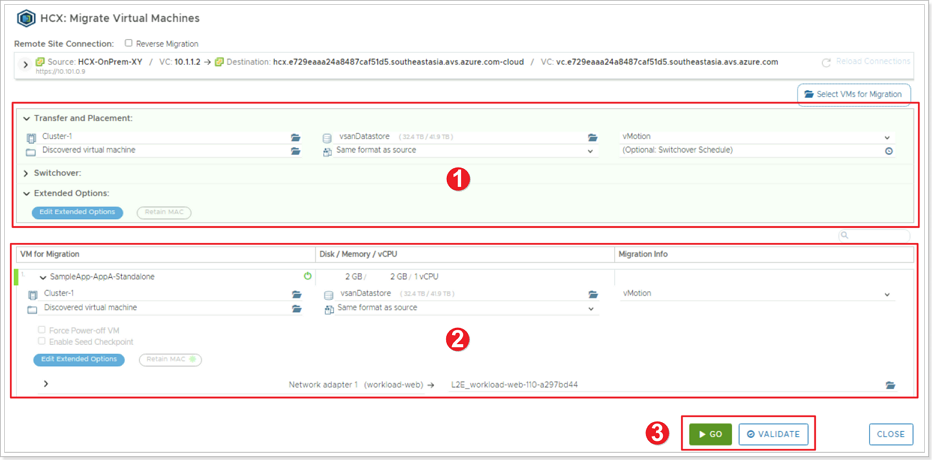 HCX: Migrate Virtual Machines
Remote Site Connection: Reverse Migration
Source: HCX-OnPrem-XY / VC: 10.1.1.2 → Destination: hcx.e729eaaa24a8487caf51d5.southeastasia.avs.azure.com-cloud / VC: vc.e729eaaa24a8487caf51d5.southeastasia.avs.azure.com
Reload Connections
https://10.101.0.9
Select VMs for Migration
Transfer and Placement:
Cluster-1 vsanDatastore (32.4 TB / 41.9 TB) vMotion
Discovered virtual machine Same format as source (Optional: Switchover Schedule)
Switchover:
1
Extended Options:
Edit Extended Options Retain MAC
VM for Migration Disk / Memory / vCPU Migration Info
1 SampleApp-AppA-Standalone 2 GB / 2 GB / 1 vCPU
Cluster-1 vsanDatastore (32.4 TB / 41.9 TB) vMotion
Discovered virtual machine Same format as source
Force Power-off VM
2
Enable Seed Checkpoint
Edit Extended Options Retain MAC
Network adapter 1 (workload-web) → L2E_workload-web-110-a297bd44
3 GO VALIDATE CLOSE